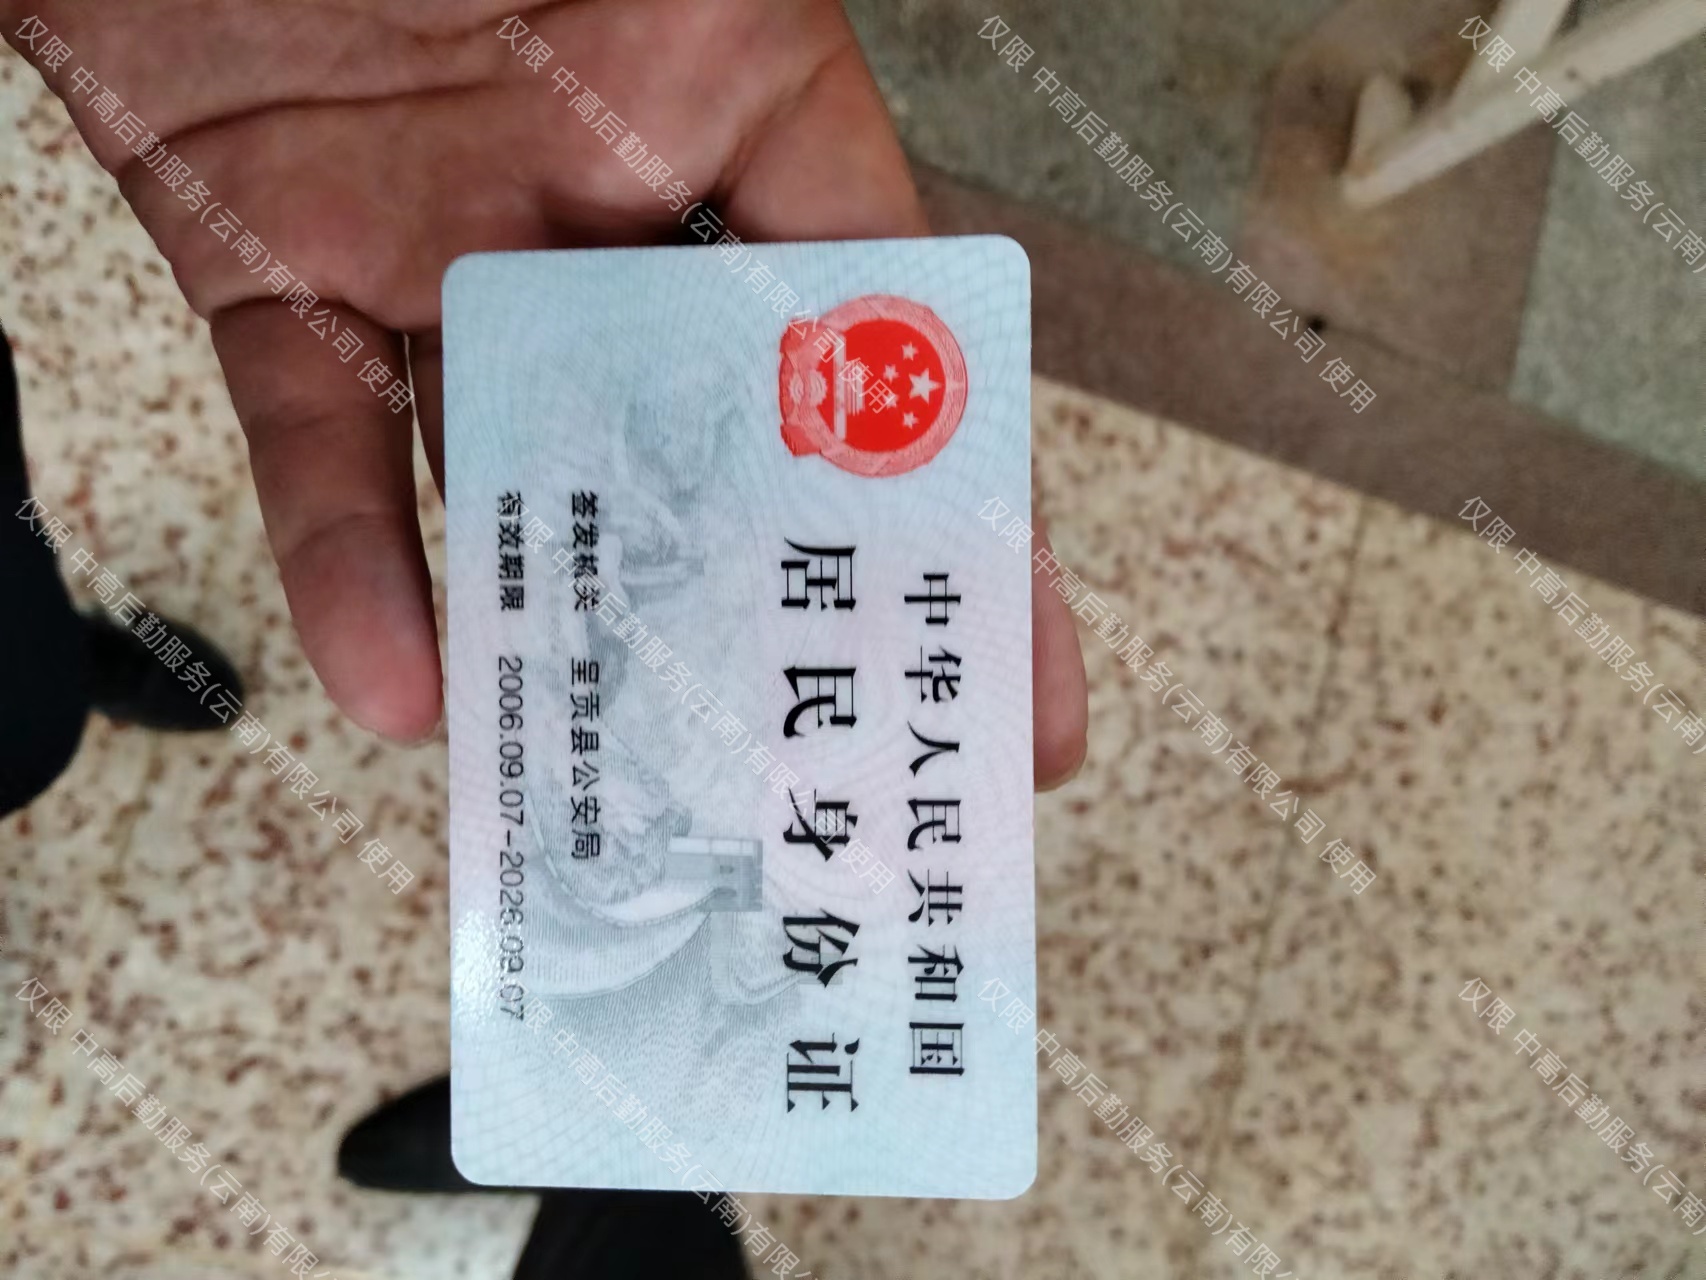 中华人民共和国
居民身份证
签发机关 呈贡县公安局
有效期限 2006.09.07-2026.09.07
仅限 中高后勤服务(云南)有限公司 使用